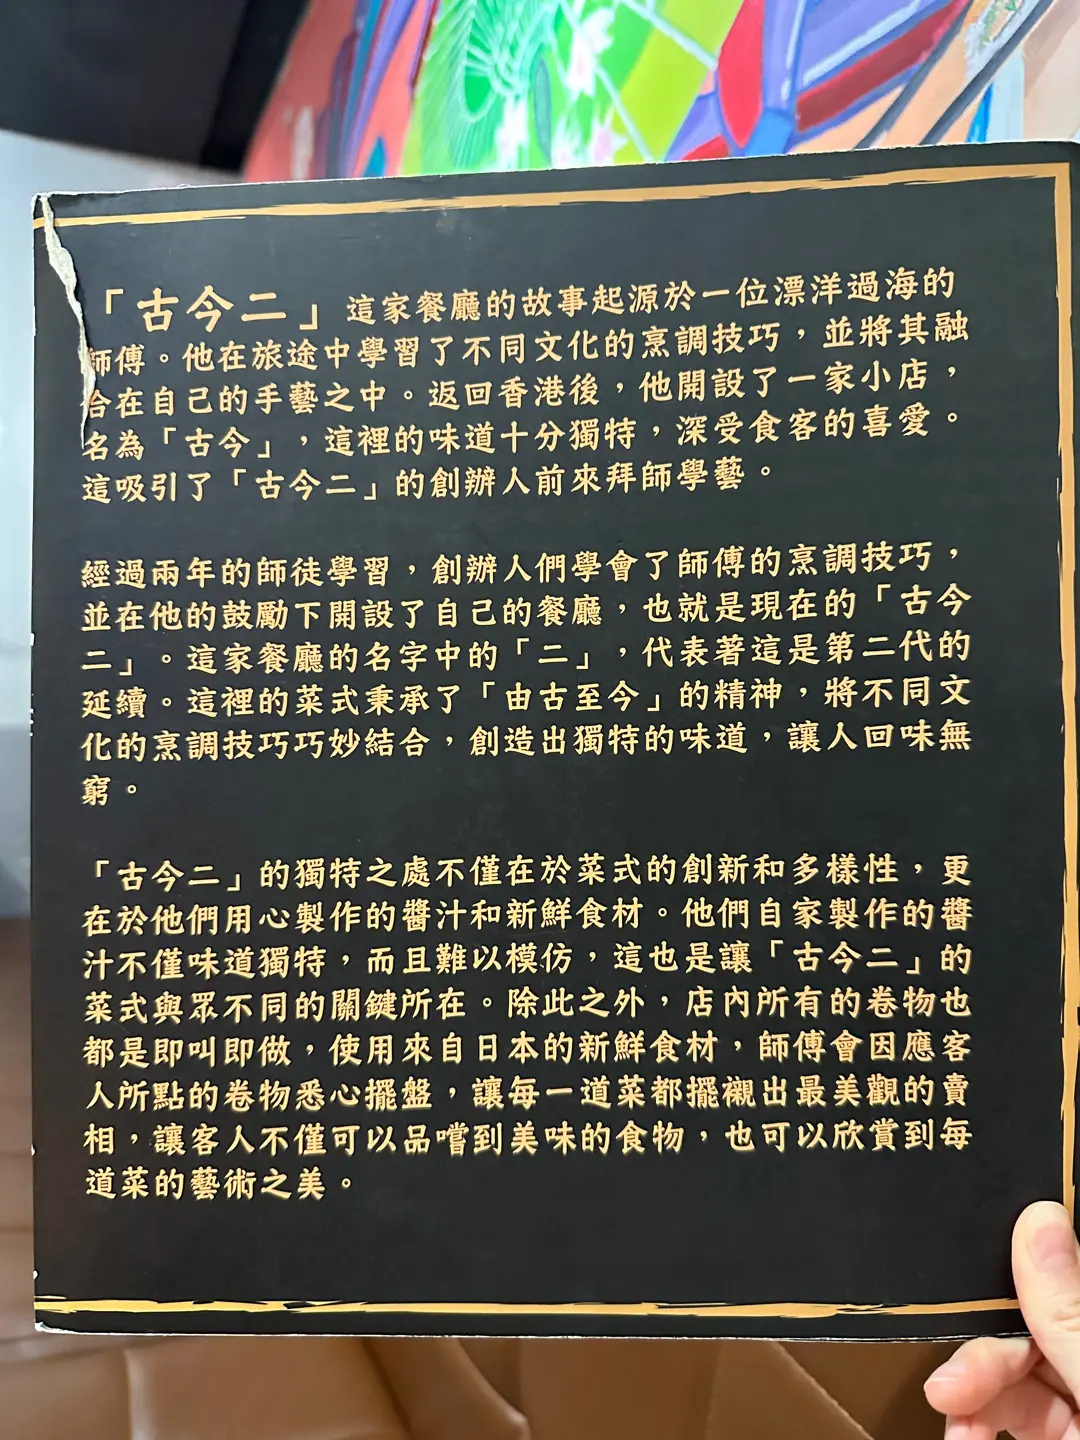 「古今二」這家餐廳的故事起源於一位漂洋過海的
師傅。他在旅途中學習了不同文化的烹調技巧，並將其融
合在自己的手藝之中。返回香港後，他開設了一家小店，
名為「古今」，這裡的味道十分獨特，深受食客的喜愛。
這吸引了「古今二」的創辦人前來拜師學藝。
經過兩年的師徒學習，創辦人們學會了師傅的烹調技巧，
並在他的鼓勵下開設了自己的餐廳，也就是現在的「古今
二」。這家餐廳的名字中的「二」，代表著這是第二代的
延續。這裡的菜式秉承了「由古至今」的精神，將不同文
化的烹調技巧巧妙結合，創造出獨特的味道，讓人回味無
窮。
「古今二」的獨特之處不僅在於菜式的創新和多樣性，更
在於他們用心製作的醬汁和新鮮食材。他們自家製作的醬
汁不僅味道獨特，而且難以模仿，這也是讓「古今二」的
菜式與眾不同的關鍵所在。除此之外，店內所有的卷物也
都是即叫即做，使用來自日本的新鮮食材，師傅會因應客
人所點的卷物悉心擺盤，讓每一道菜都擺襯出最美觀的賣
相，讓客人不僅可以品嚐到美味的食物，也可以欣賞到每
道菜的藝術之美。